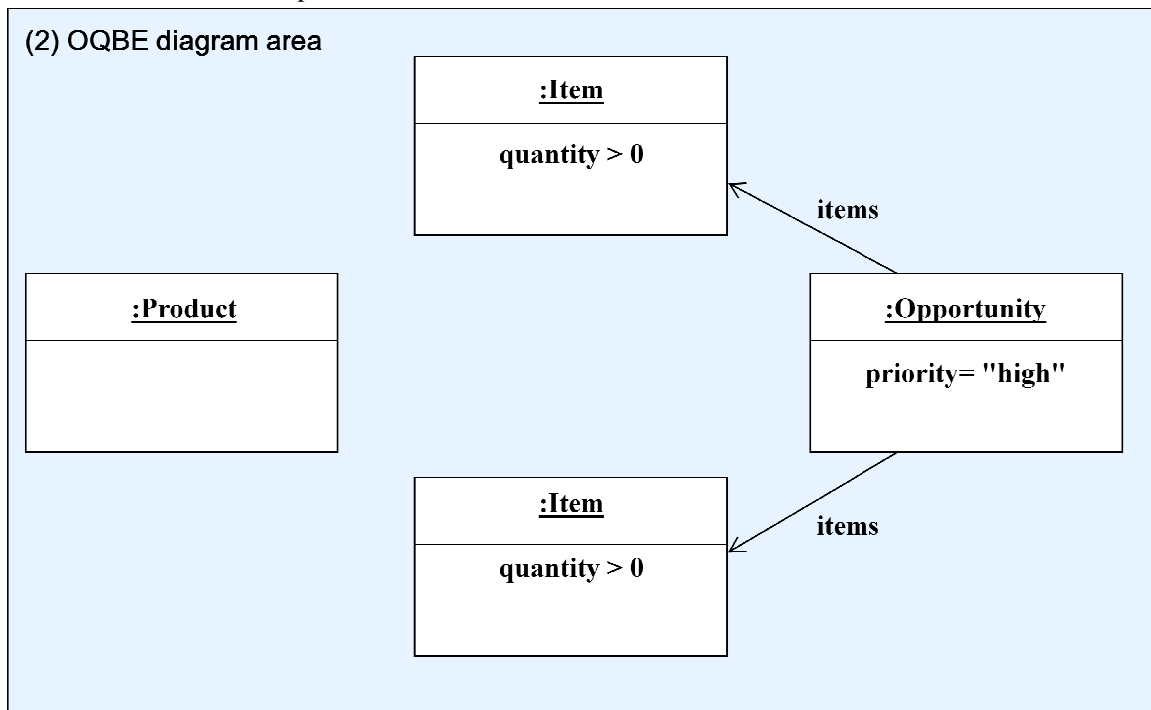 (2) OQBE diagram area
:Item
quantity > 0
items
:Product
:Opportunity
priority= "high"
:Item
items
quantity > 0